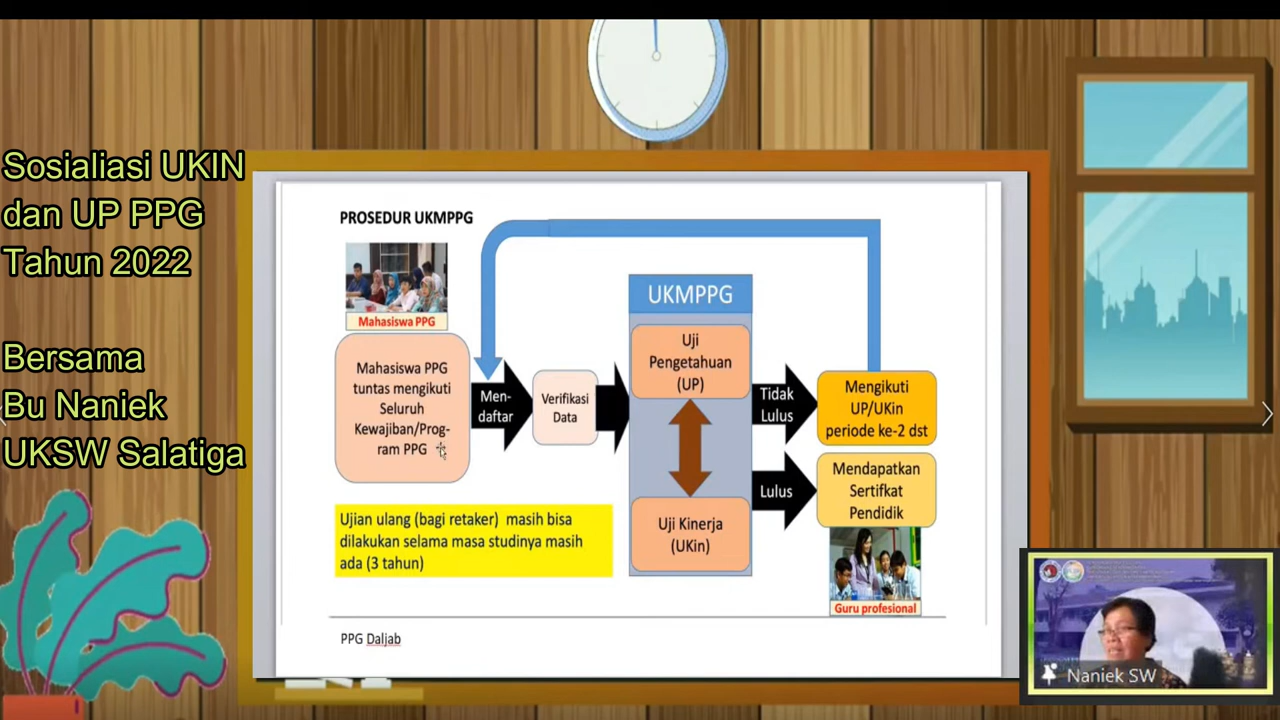 Sosialiasi UKIN
dan UP PPG
Tahun 2022
Bersama
Bu Naniek
UKSW Salatiga
PROSEDUR UKMPPG
Mahasiswa PPG
Mahasiswa PPG
tuntas mengikuti
Seluruh
Kewajiban/Prog-
ram PPG
Men-
daftar
Verifikasi
Data
UKMPPG
Uji
Pengetahuan
(UP)
Uji Kinerja
(UKin)
Tidak
Lulus
Lulus
Mengikuti
UP/UKin
periode ke-2 dst
Mendapatkan
Sertifkat
Pendidik
Guru profesional
Ujian ulang (bagi retaker) masih bisa
dilakukan selama masa studinya masih
ada (3 tahun)
PPG Daljab
Naniek SW